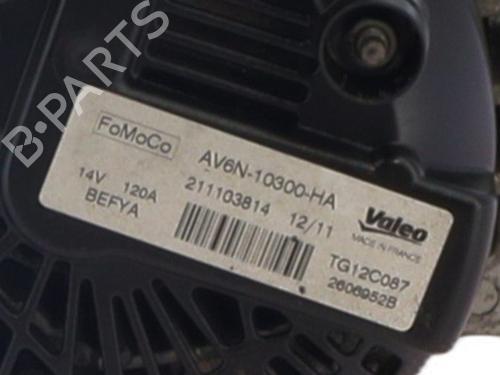 B-PARTS
FoMoCo
AV6N-10300-HA
14V 120A
211103814 12/11
BEFYA
Valeo
MADE IN FRANCE
TG12C087
2606952B